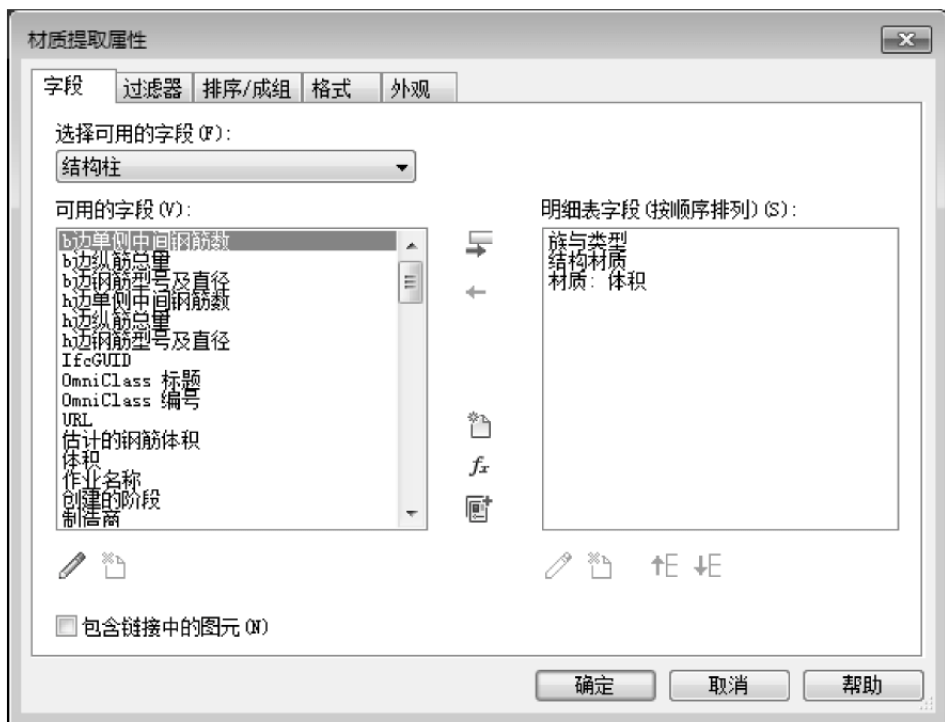 材质提取属性
字段 过滤器 排序/成组 格式 外观
选择可用的字段(F):
结构柱
可用的字段(V):
b边单侧中间钢筋数
b边纵筋总量
b边钢筋型号及直径
h边单侧中间钢筋数
h边纵筋总量
h边钢筋型号及直径
IfcGUID
OmniClass 标题
OmniClass 编号
URL
估计的钢筋体积
体积
作业名称
创建的阶段
制造商
fx
明细表字段(按顺序排列)(S):
族与类型
结构材质
材质: 体积
包含链接中的图元(N)
确定 取消 帮助